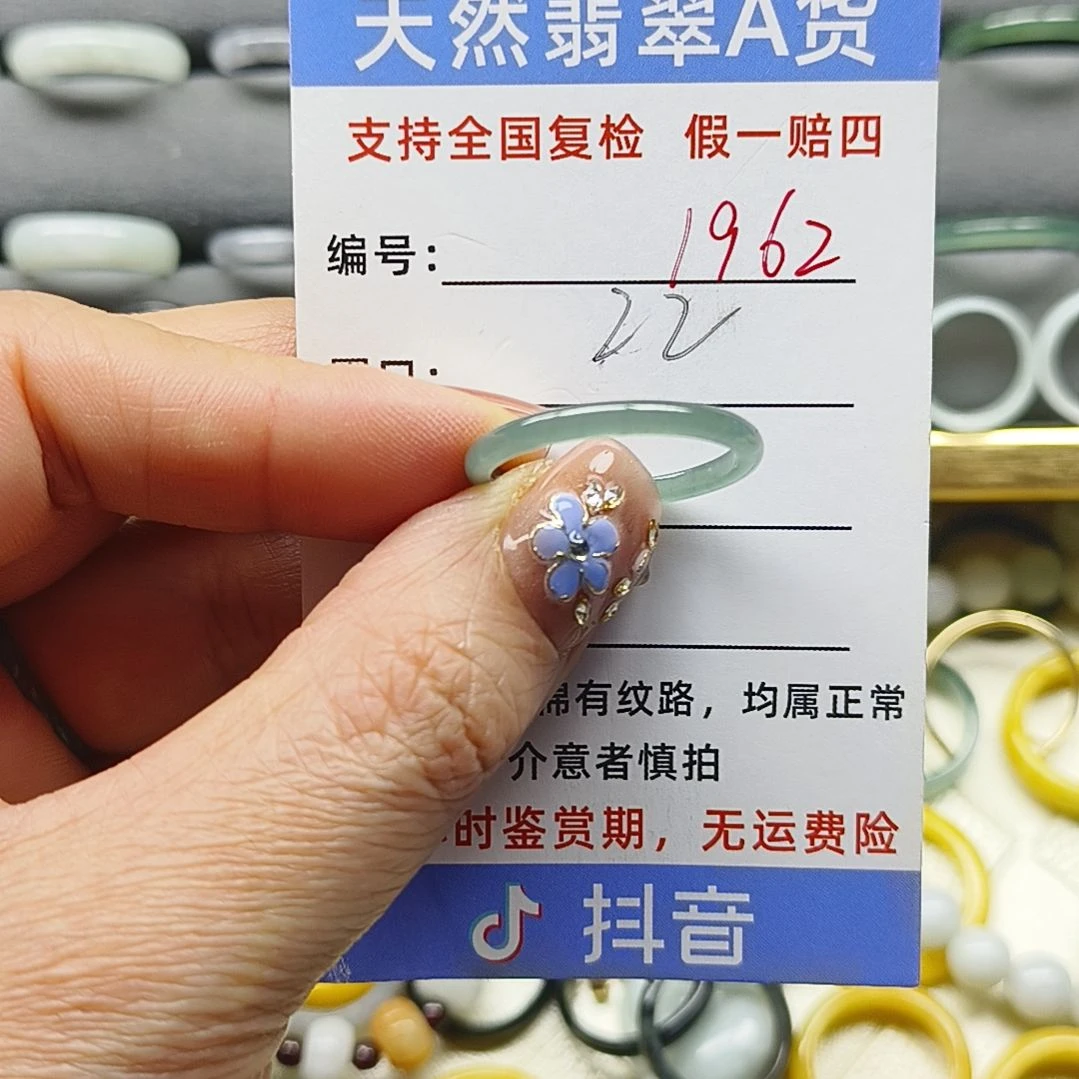 天然翡翠A货
支持全国复检 假一赔四
编号: 1962
22
棉有纹路，均属正常
介意者慎拍
时鉴赏期，无运费险
抖音